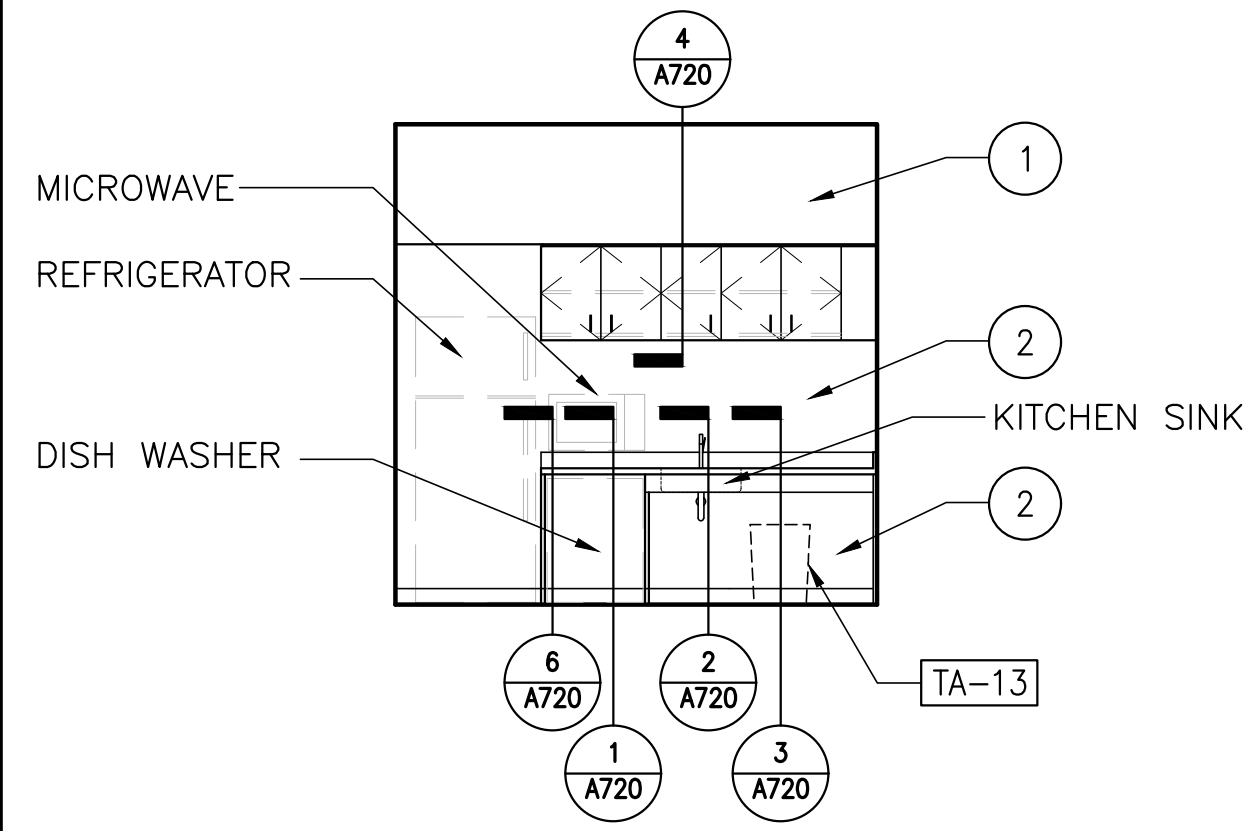 4
A720
MICROWAVE
1
REFRIGERATOR
2
KITCHEN SINK
DISH WASHER
2
6
A720
2
A720
TA-13
1
A720
3
A720